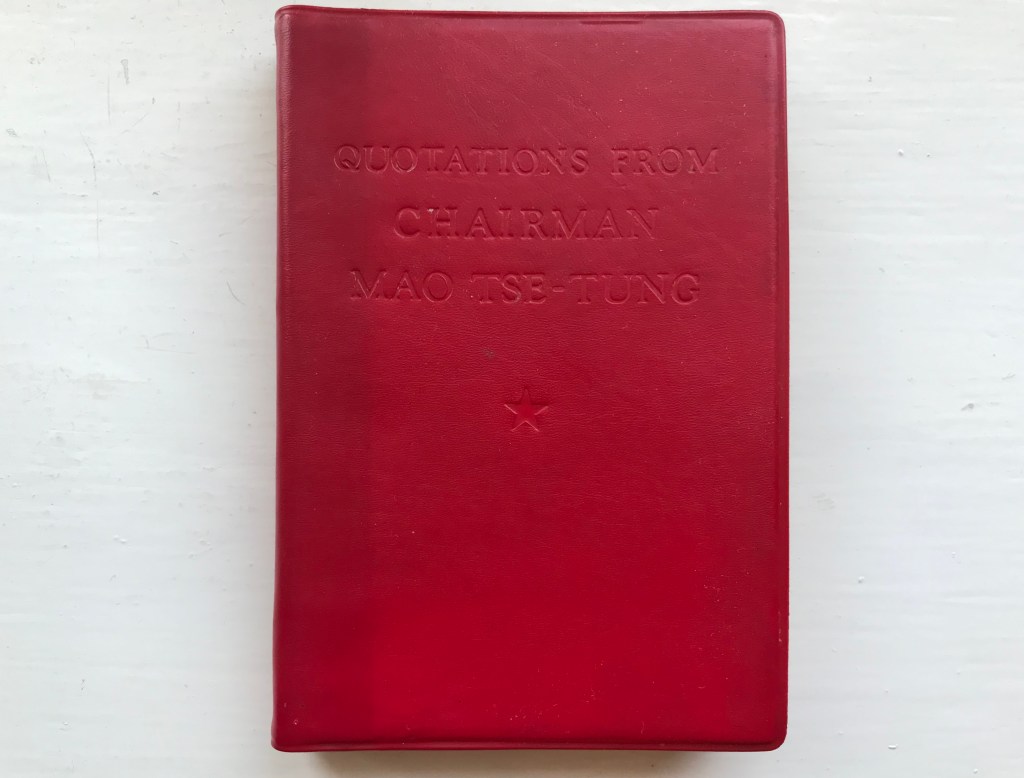 QUOTATIONS FROM
CHAIRMAN
MAO TSE-TUNG